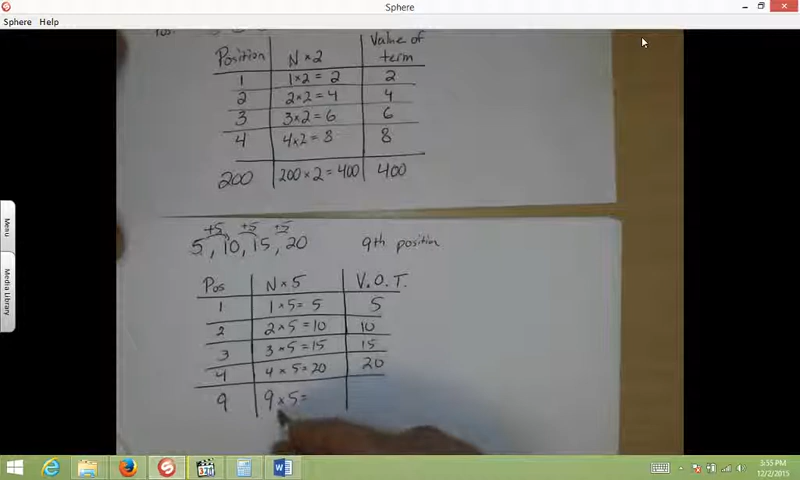 Sphere
Sphere Help
Position N × 2 Value of term
1 1×2 = 2 2
2 2×2 = 4 4
3 3×2 = 6 6
4 4×2 = 8 8
200 200 × 2 = 400 400
+5 +5 +5
5, 10, 15, 20 9th position
Pos N × 5 V.O.T.
1 1 × 5 = 5 5
2 2 × 5 = 10 10
3 3 × 5 = 15 15
4 4 × 5 = 20 20
9 9 × 5 =
Menu
Media Library
3:55 PM
12/2/2015